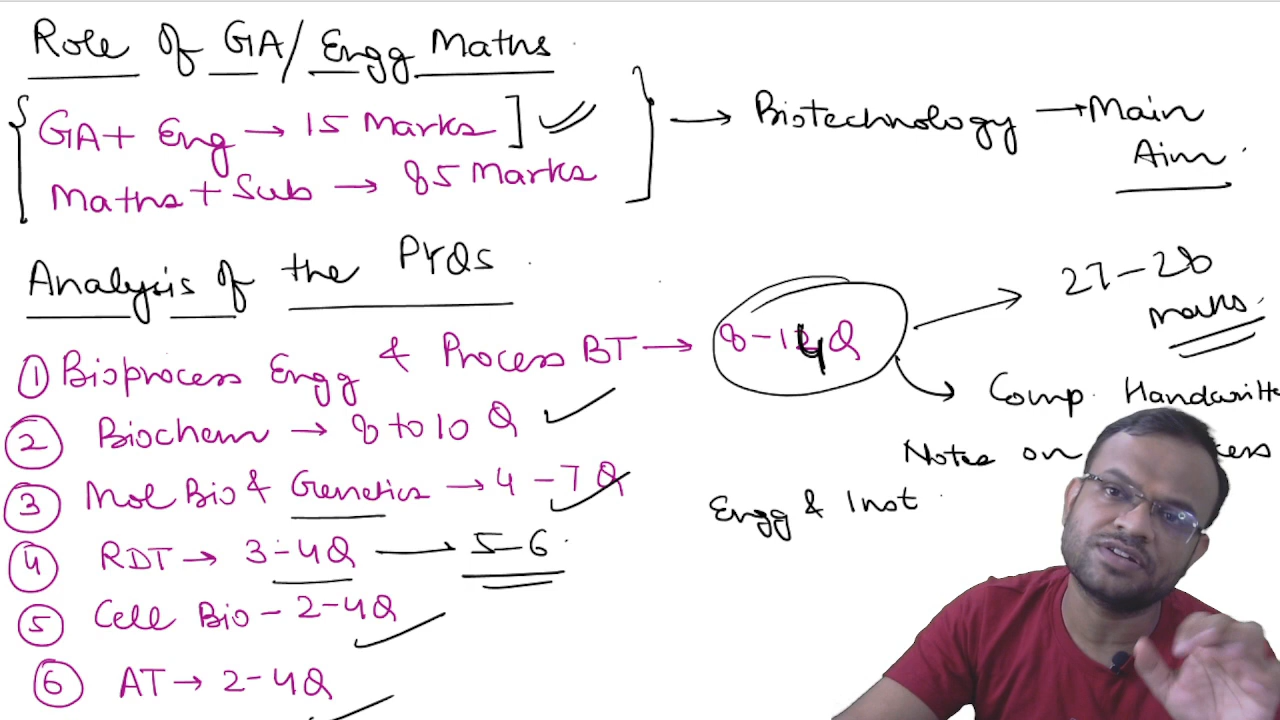 Role Of GA/ Engg Maths
GA+ Eng → 15 Marks
Maths + Sub → 85 Marks
→ Biotechnology → Main
Aim
Analysis of the PYQs
① Bioprocess Engg & Process BT → 8-14Q
27-28
marks
Comp. Handwritte
Notes on
Engg & Inst
② Biochem → 8 to 10 Q
③ Mol Bio & Genetics → 4 - 7 Q
④ RDT → 3-4Q → 5-6
⑤ Cell Bio - 2-4Q
⑥ AT → 2-4Q